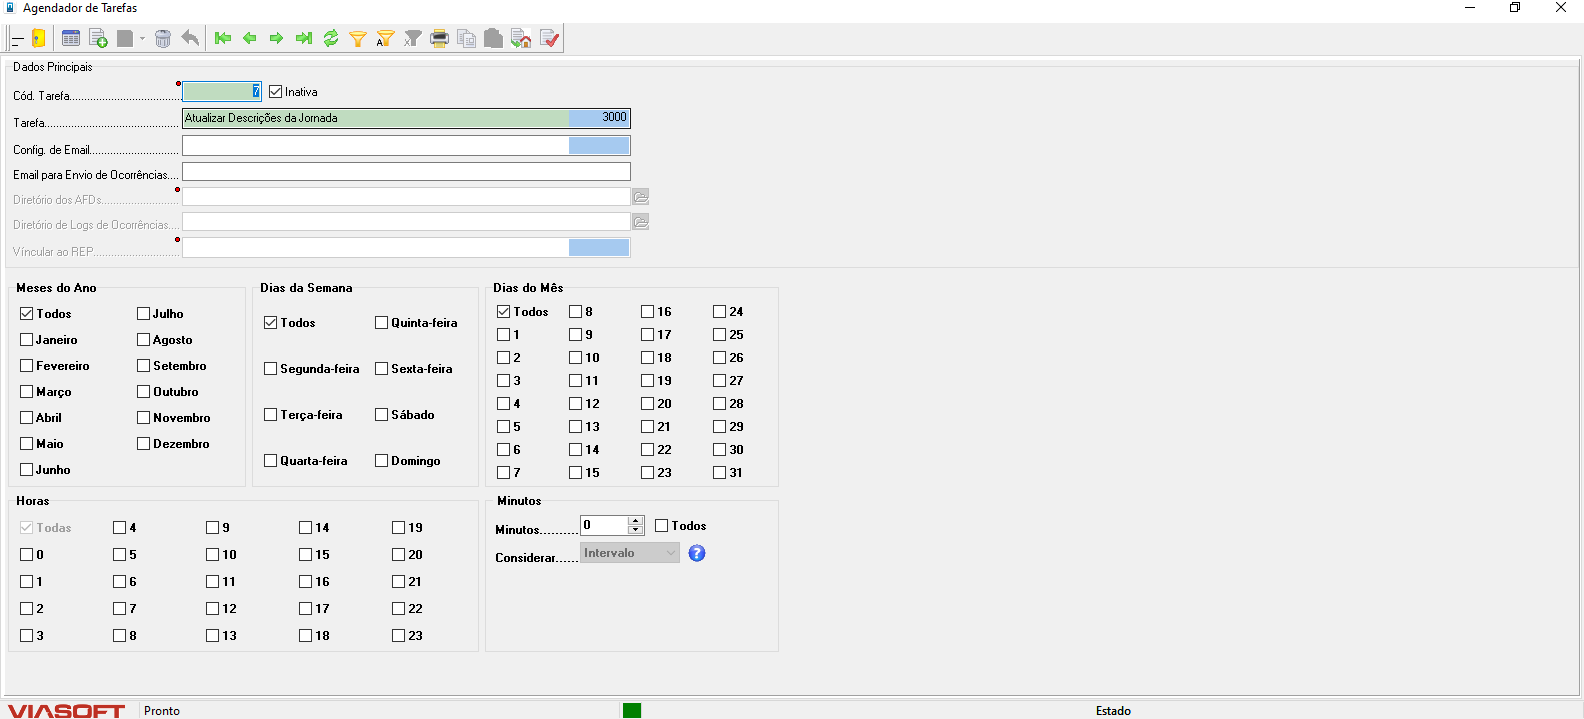 Agendador de Tarefas
Dados Principais
Cód. Tarefa 7 Inativa
Tarefa Atualizar Descrições da Jornada 3000
Config. de Email
Email para Envio de Ocorrências
Diretório dos AFDs
Diretório de Logs de Ocorrências
Víncular ao REP
Meses do Ano
Todos Julho
Janeiro Agosto
Fevereiro Setembro
Março Outubro
Abril Novembro
Maio Dezembro
Junho
Dias da Semana
Todos Quinta-feira
Segunda-feira Sexta-feira
Terça-feira Sábado
Quarta-feira Domingo
Dias do Mês
Todos 8 16 24
1 9 17 25
2 10 18 26
3 11 19 27
4 12 20 28
5 13 21 29
6 14 22 30
7 15 23 31
Horas
Todas 4 9 14 19
0 5 10 15 20
1 6 11 16 21
2 7 12 17 22
3 8 13 18 23
Minutos
Minutos 0 Todos
Considerar Intervalo ?
VIASOFT Pronto Estado